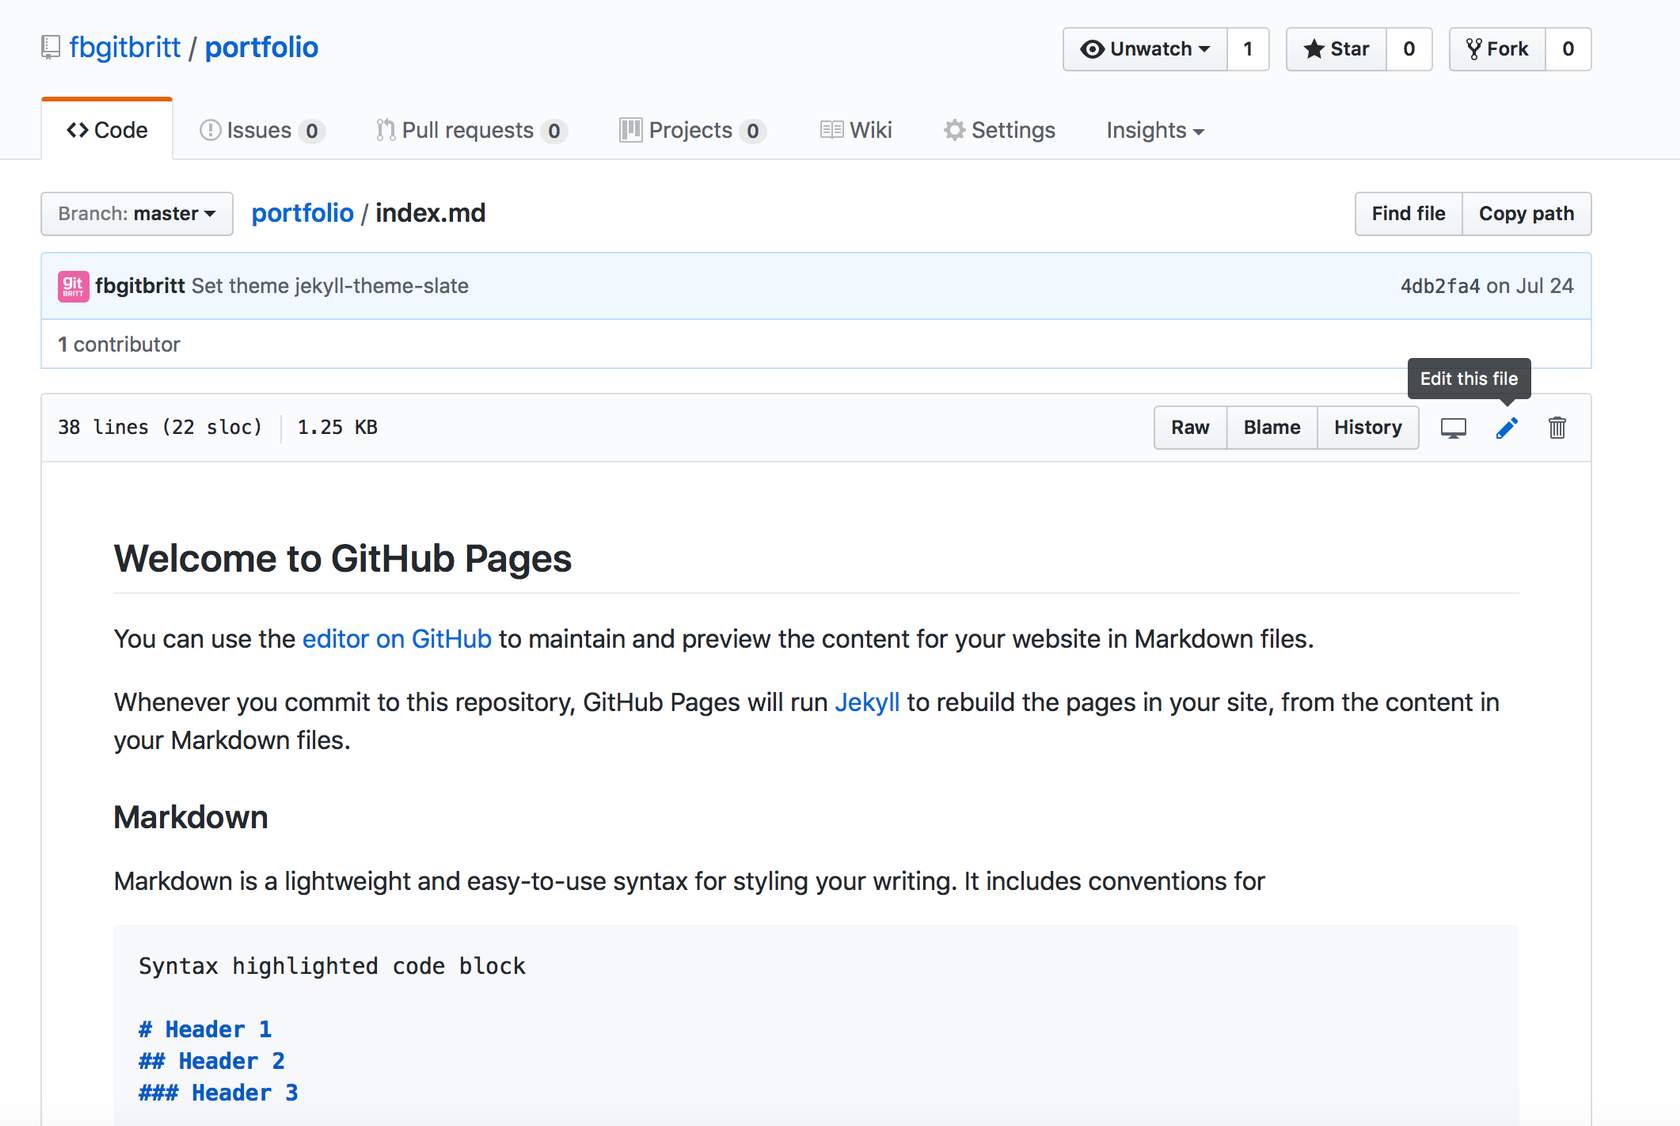 fbgitbritt / portfolio
Unwatch 1
Star 0
Fork 0
Code
Issues 0
Pull requests 0
Projects 0
Wiki
Settings
Insights
Branch: master
portfolio / index.md
Find file
Copy path
git
BRITT
fbgitbritt Set theme jekyll-theme-slate
4db2fa4 on Jul 24
1 contributor
Edit this file
38 lines (22 sloc)
1.25 KB
Raw
Blame
History
Welcome to GitHub Pages
You can use the editor on GitHub to maintain and preview the content for your website in Markdown files.
Whenever you commit to this repository, GitHub Pages will run Jekyll to rebuild the pages in your site, from the content in
your Markdown files.
Markdown
Markdown is a lightweight and easy-to-use syntax for styling your writing. It includes conventions for
Syntax highlighted code block
# Header 1
## Header 2
### Header 3